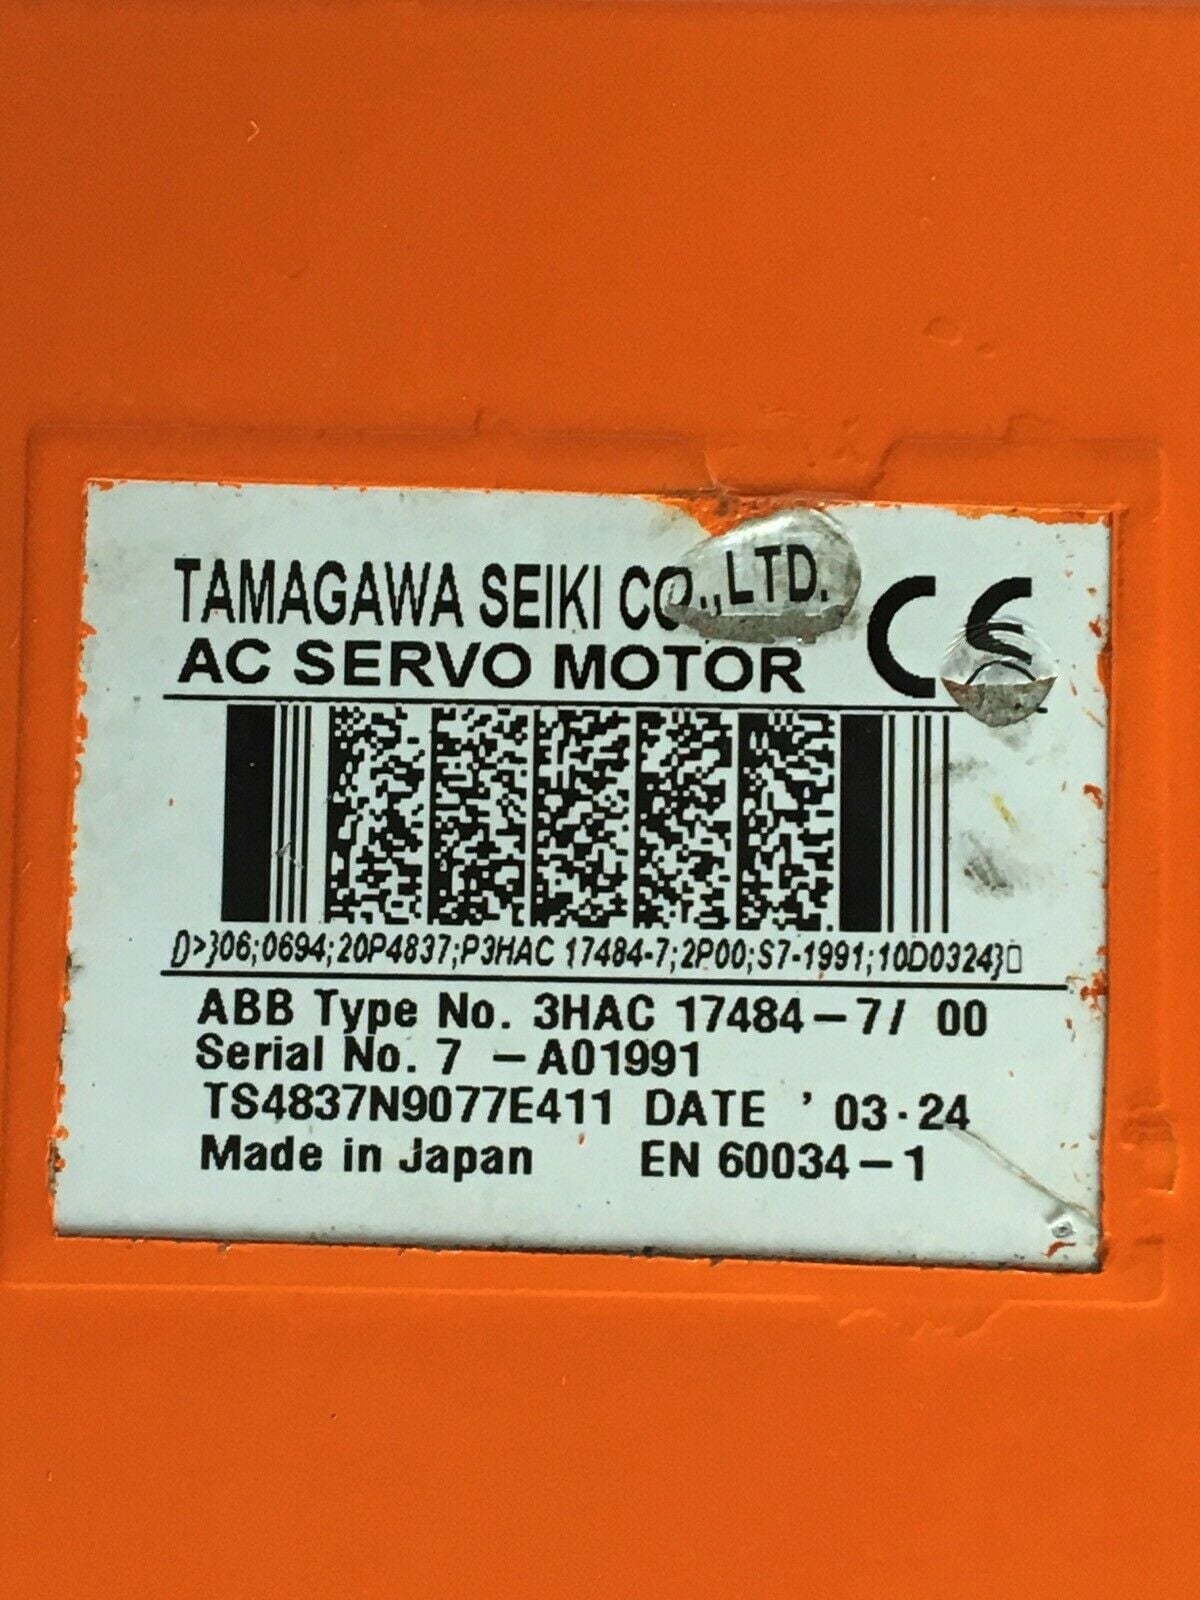 TAMAGAWA SEIKI CO.,LTD.
AC SERVO MOTOR
CE
[)>}06;0694;20P4837;P3HAC 17484-7;2P00;S7-1991;10D0324}▯
ABB Type No. 3HAC 17484-7/ 00
Serial No. 7 -A01991
TS4837N9077E411 DATE ' 03.24
Made in Japan EN 60034-1